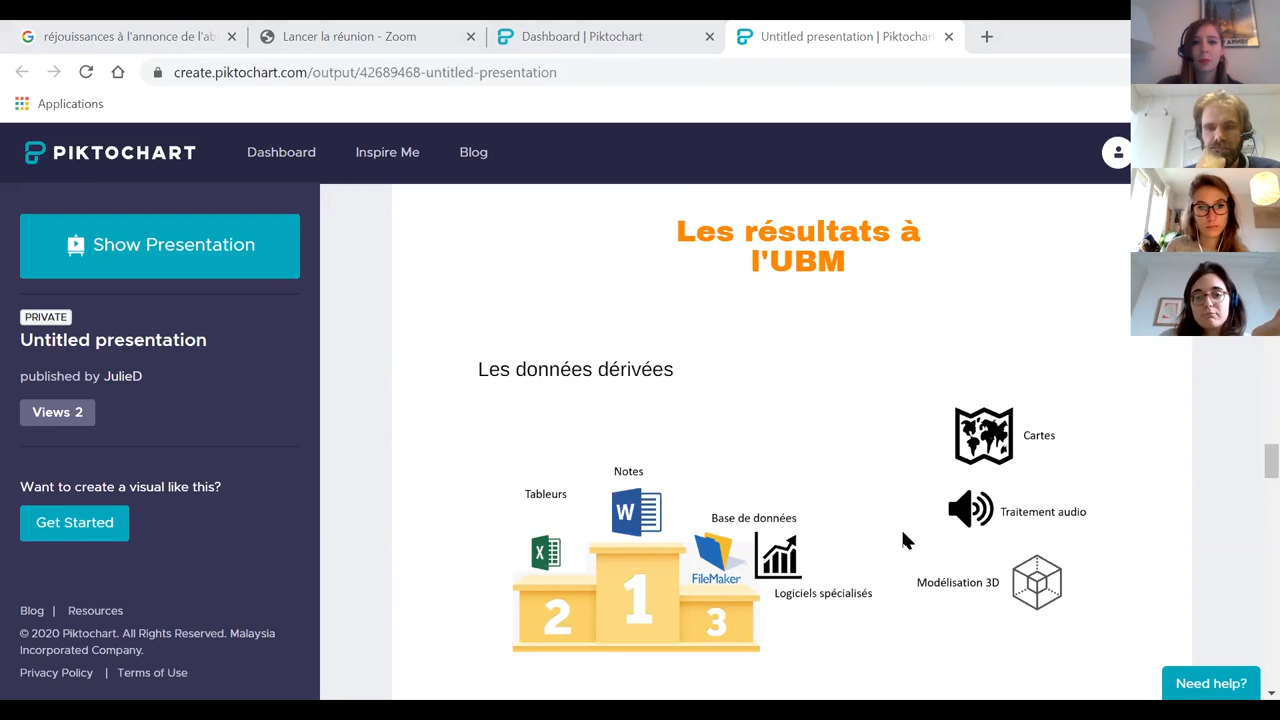 réjouissances à l'annonce de l'ab
Lancer la réunion - Zoom
Dashboard | Piktochart
Untitled presentation | Piktochart
create.piktochart.com/output/42689468-untitled-presentation
Applications
PIKTOCHART
Dashboard
Inspire Me
Blog
Show Presentation
PRIVATE
Untitled presentation
published by JulieD
Views 2
Want to create a visual like this?
Get Started
Blog | Resources
© 2020 Piktochart. All Rights Reserved. Malaysia
Incorporated Company.
Privacy Policy | Terms of Use
Les résultats à
l'UBM
Les données dérivées
Cartes
Notes
Tableurs
Traitement audio
W
Base de données
X
FileMaker
Modélisation 3D
Logiciels spécialisés
1
2
3
Need help?